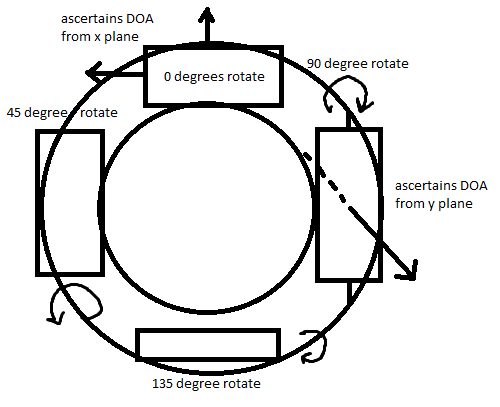 ascertains DOA
from x plane
0 degrees rotate
90 degree rotate
45 degree rotate
ascertains DOA
from y plane
135 degree rotate